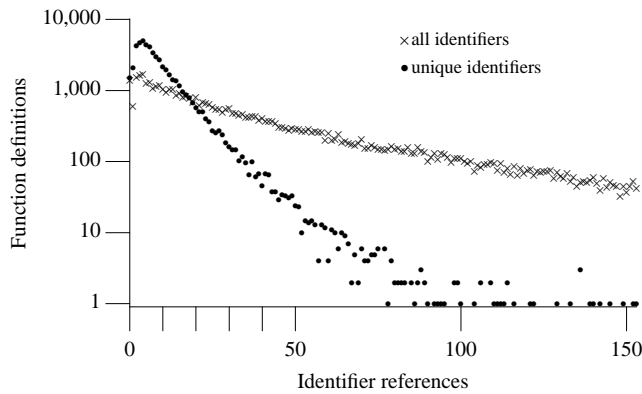 10,000
× all identifiers
• unique identifiers
1,000
100
10
1
Function definitions
0
50
100
150
Identifier references